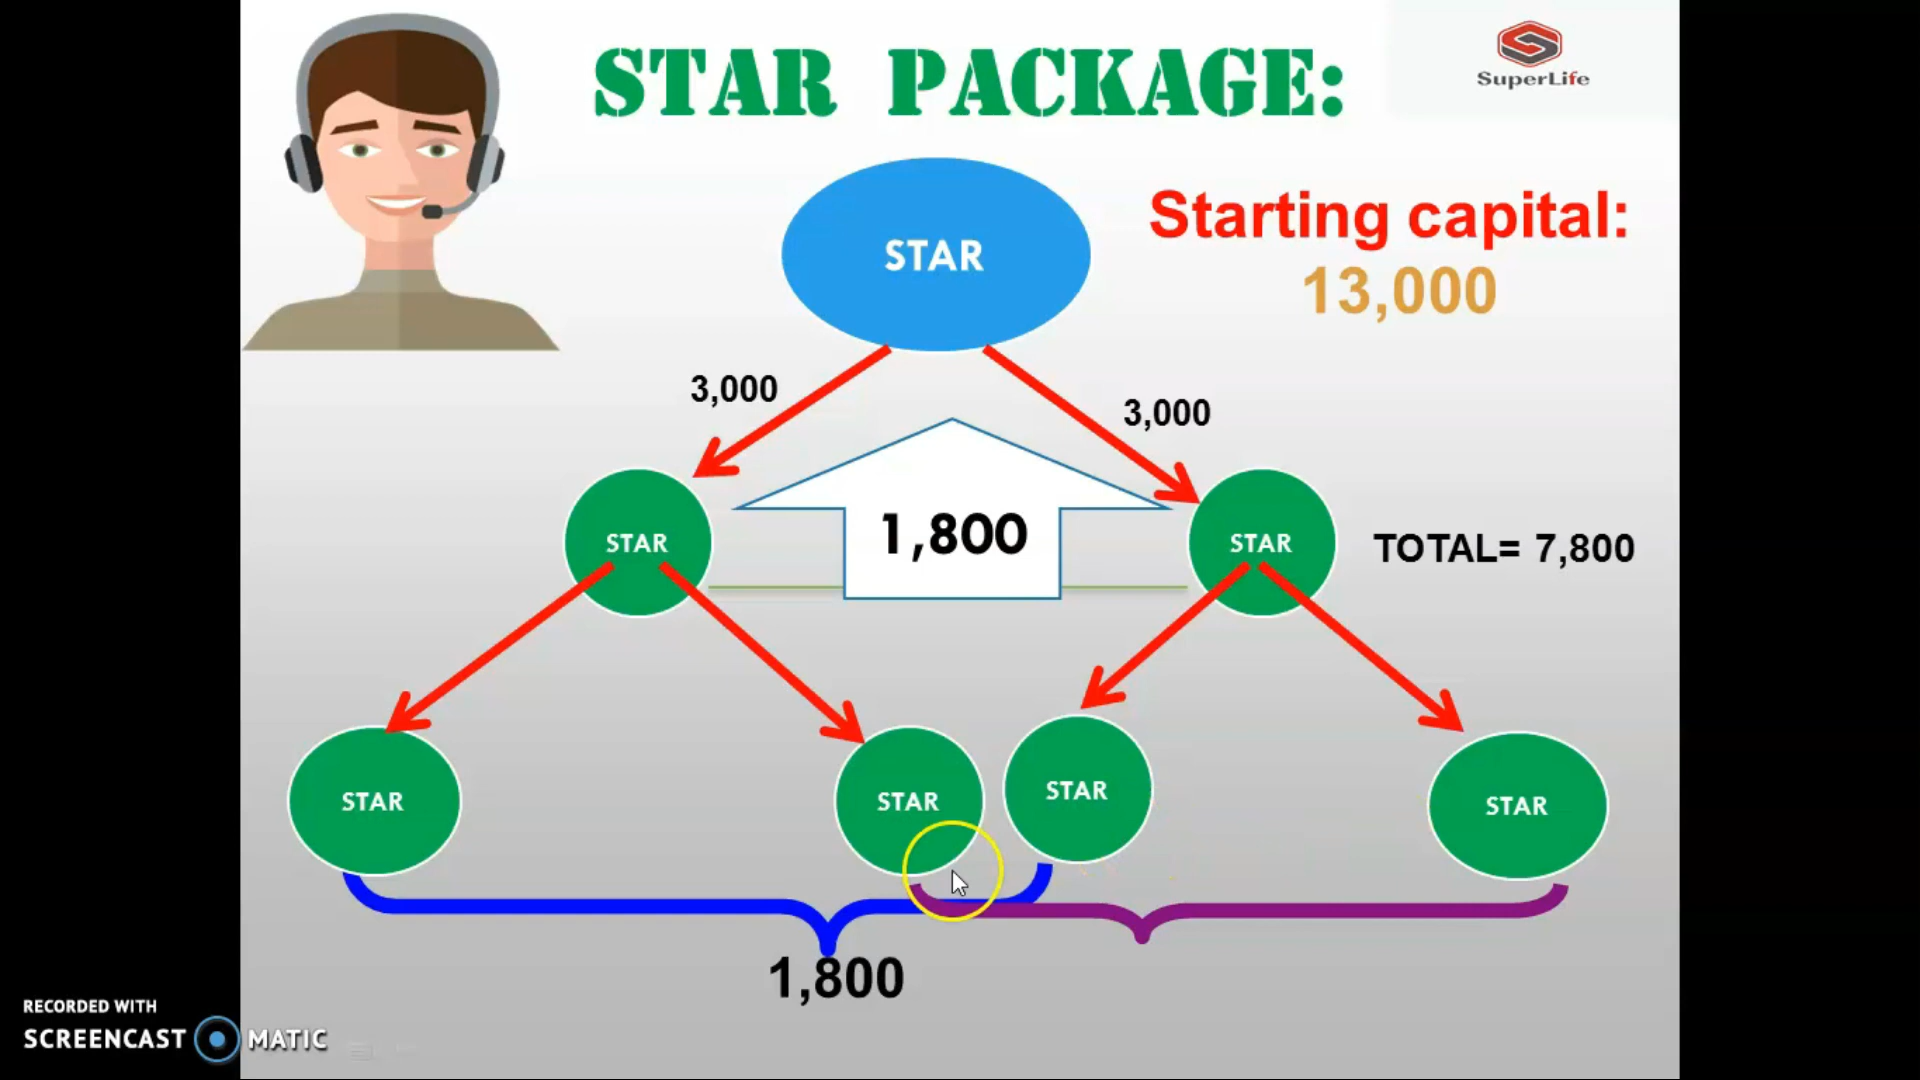 STAR PACKAGE:
SuperLife
Starting capital:
13,000
STAR
3,000
3,000
1,800
STAR
STAR
TOTAL= 7,800
STAR
STAR
STAR
STAR
1,800
RECORDED WITH
SCREENCAST MATIC